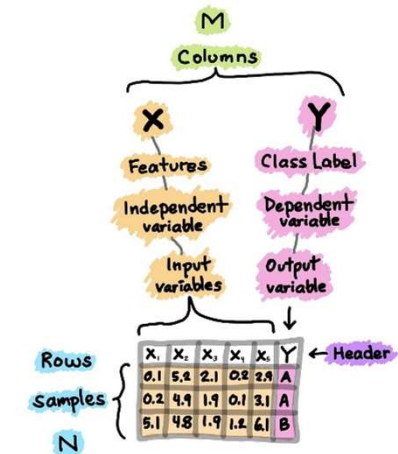 M
Columns
X
Y
Features
Class Label
Independent
variable
Dependent
variable
Input
variables
Output
variable
X₁ X₂ X₃ X₄ X₅ Y
← Header
0.1 5.2 2.1 0.2 2.9 A
0.2 4.9 1.9 0.1 3.1 A
5.1 4.8 1.9 1.2 6.1 B
Rows
Samples
N